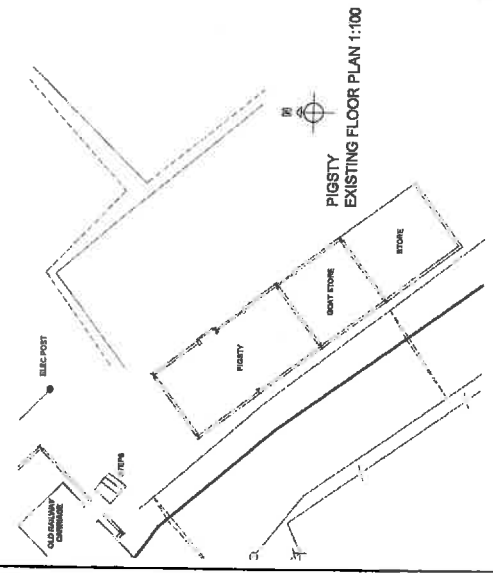 ELEC POST
OLD RAILWAY
CARRIAGE
STEPS
N
PIGSTY
EXISTING FLOOR PLAN 1:100
PIGSTY
GOAT STORE
STORE